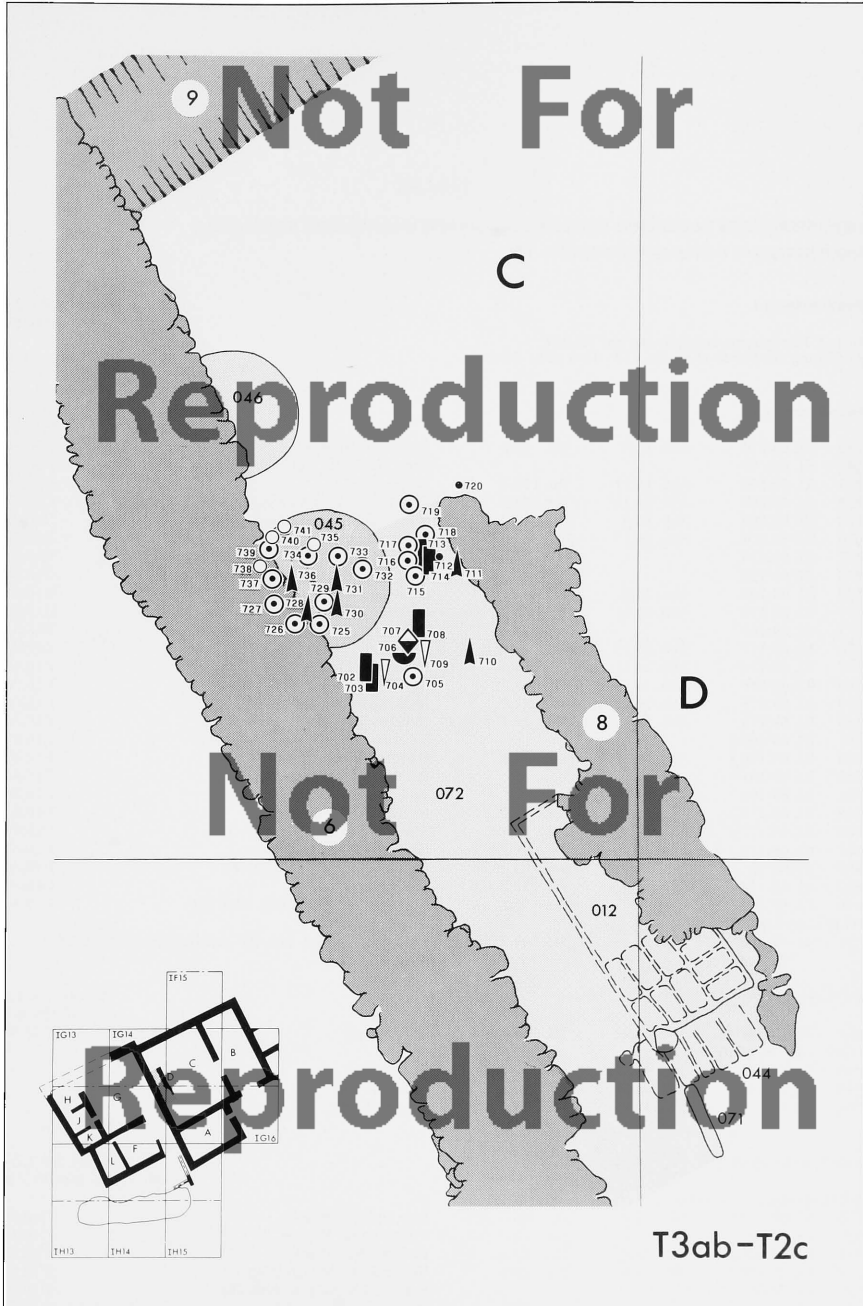 9
Not For
C
Reproduction
046
720
719
045
741
740
735
718
717
713
739
734
733
716
712
738
736
732
714
711
737
715
729
731
727
728
730
707
708
726
725
706
710
709
702
704
705
703
D
8
072
Not For
6
012
IF15
IG13
IG14
B
C
D
H
G
Reproduction
044
J
A
K
F
IG16
L
071
IH13
IH14
IH15
T3ab-T2c